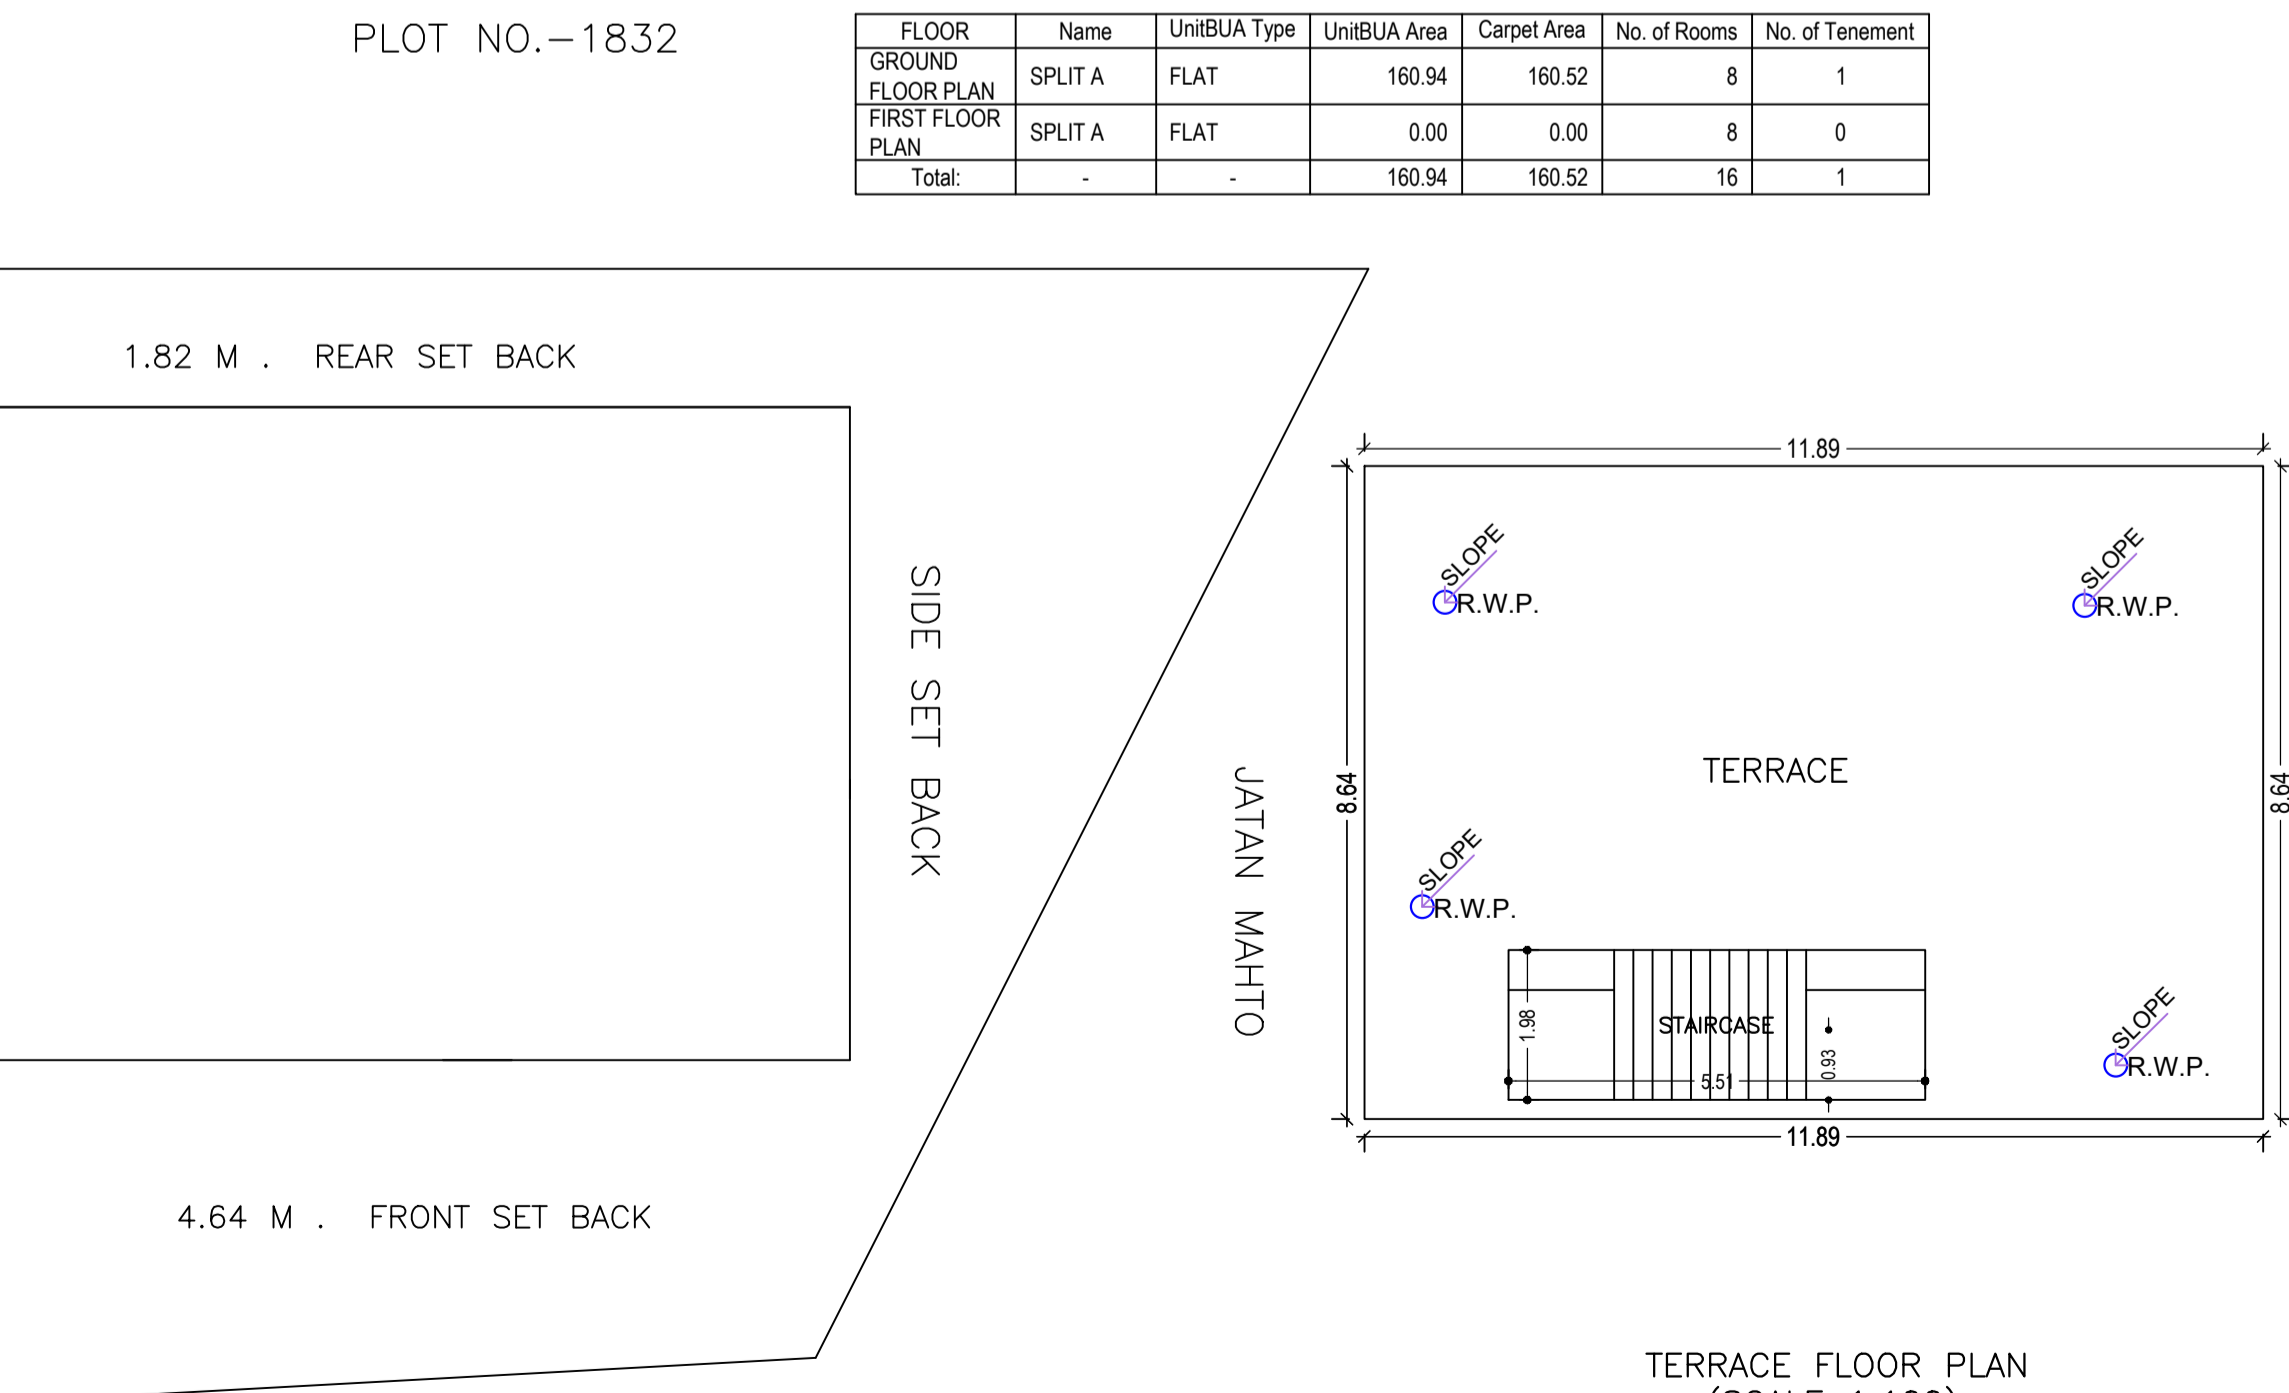 PLOT NO.-1832
FLOOR Name UnitBUA Type UnitBUA Area Carpet Area No. of Rooms No. of Tenement
GROUND FLOOR PLAN SPLIT A FLAT 160.94 160.52 8 1
FIRST FLOOR PLAN SPLIT A FLAT 0.00 0.00 8 0
Total: - - 160.94 160.52 16 1
1.82 M . REAR SET BACK
SIDE SET BACK
JATAN MAHTO
4.64 M . FRONT SET BACK
11.89
8.64
8.64
SLOPE
R.W.P.
SLOPE
R.W.P.
TERRACE
SLOPE
R.W.P.
1.98
STAIRCASE
0.93
5.51
SLOPE
R.W.P.
11.89
TERRACE FLOOR PLAN